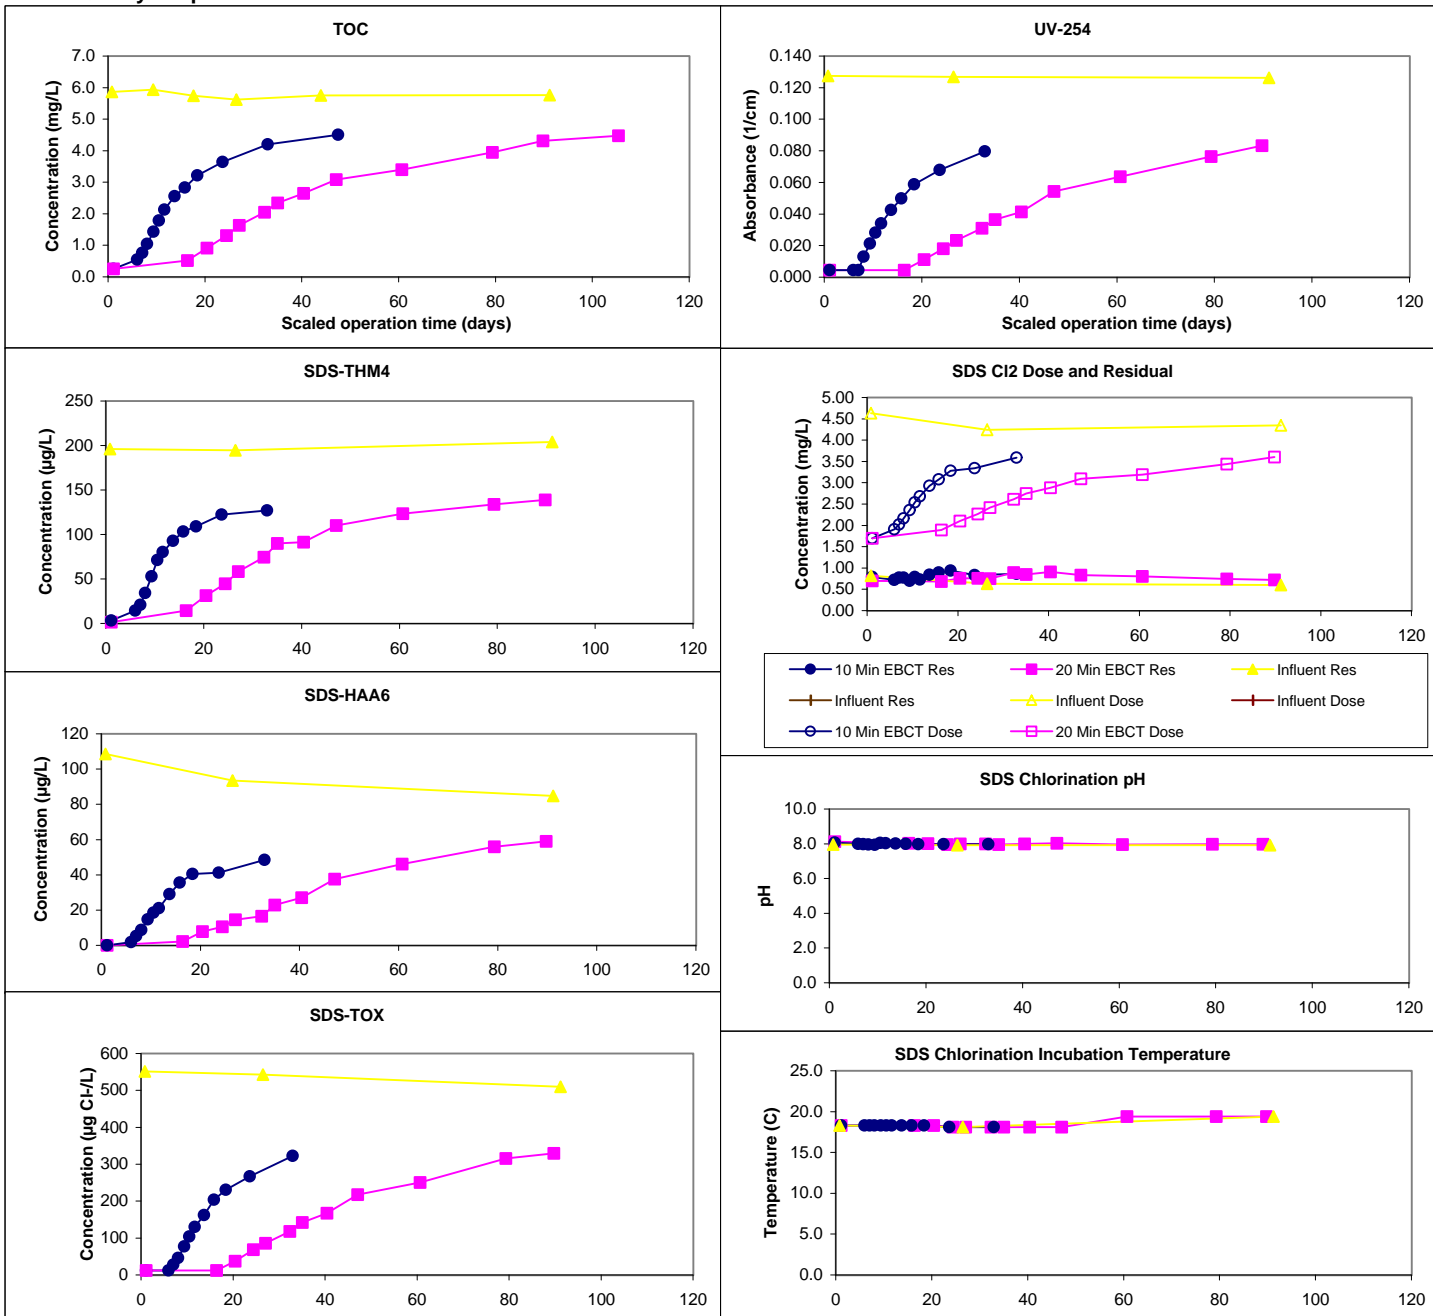 TOC
7.0
6.0
5.0
4.0
3.0
2.0
1.0
0.0
Concentration (mg/L)
0 20 40 60 80 100 120
Scaled operation time (days)
UV-254
0.140
0.120
0.100
0.080
0.060
0.040
0.020
0.000
Absorbance (1/cm)
0 20 40 60 80 100 120
Scaled operation time (days)
SDS-THM4
250
200
150
100
50
0
Concentration (µg/L)
0 20 40 60 80 100 120
SDS Cl2 Dose and Residual
5.00
4.50
4.00
3.50
3.00
2.50
2.00
1.50
1.00
0.50
0.00
Concentration (mg/L)
0 20 40 60 80 100 120
10 Min EBCT Res 20 Min EBCT Res Influent Res
Influent Res Influent Dose Influent Dose
10 Min EBCT Dose 20 Min EBCT Dose
SDS-HAA6
120
100
80
60
40
20
0
Concentration (µg/L)
0 20 40 60 80 100 120
SDS Chlorination pH
10.0
8.0
6.0
4.0
2.0
0.0
pH
0 20 40 60 80 100 120
SDS-TOX
600
500
400
300
200
100
0
Concentration (µg Cl-/L)
0 20 40 60 80 100 120
SDS Chlorination Incubation Temperature
25.0
20.0
15.0
10.0
5.0
0.0
Temperature (C)
0 20 40 60 80 100 120